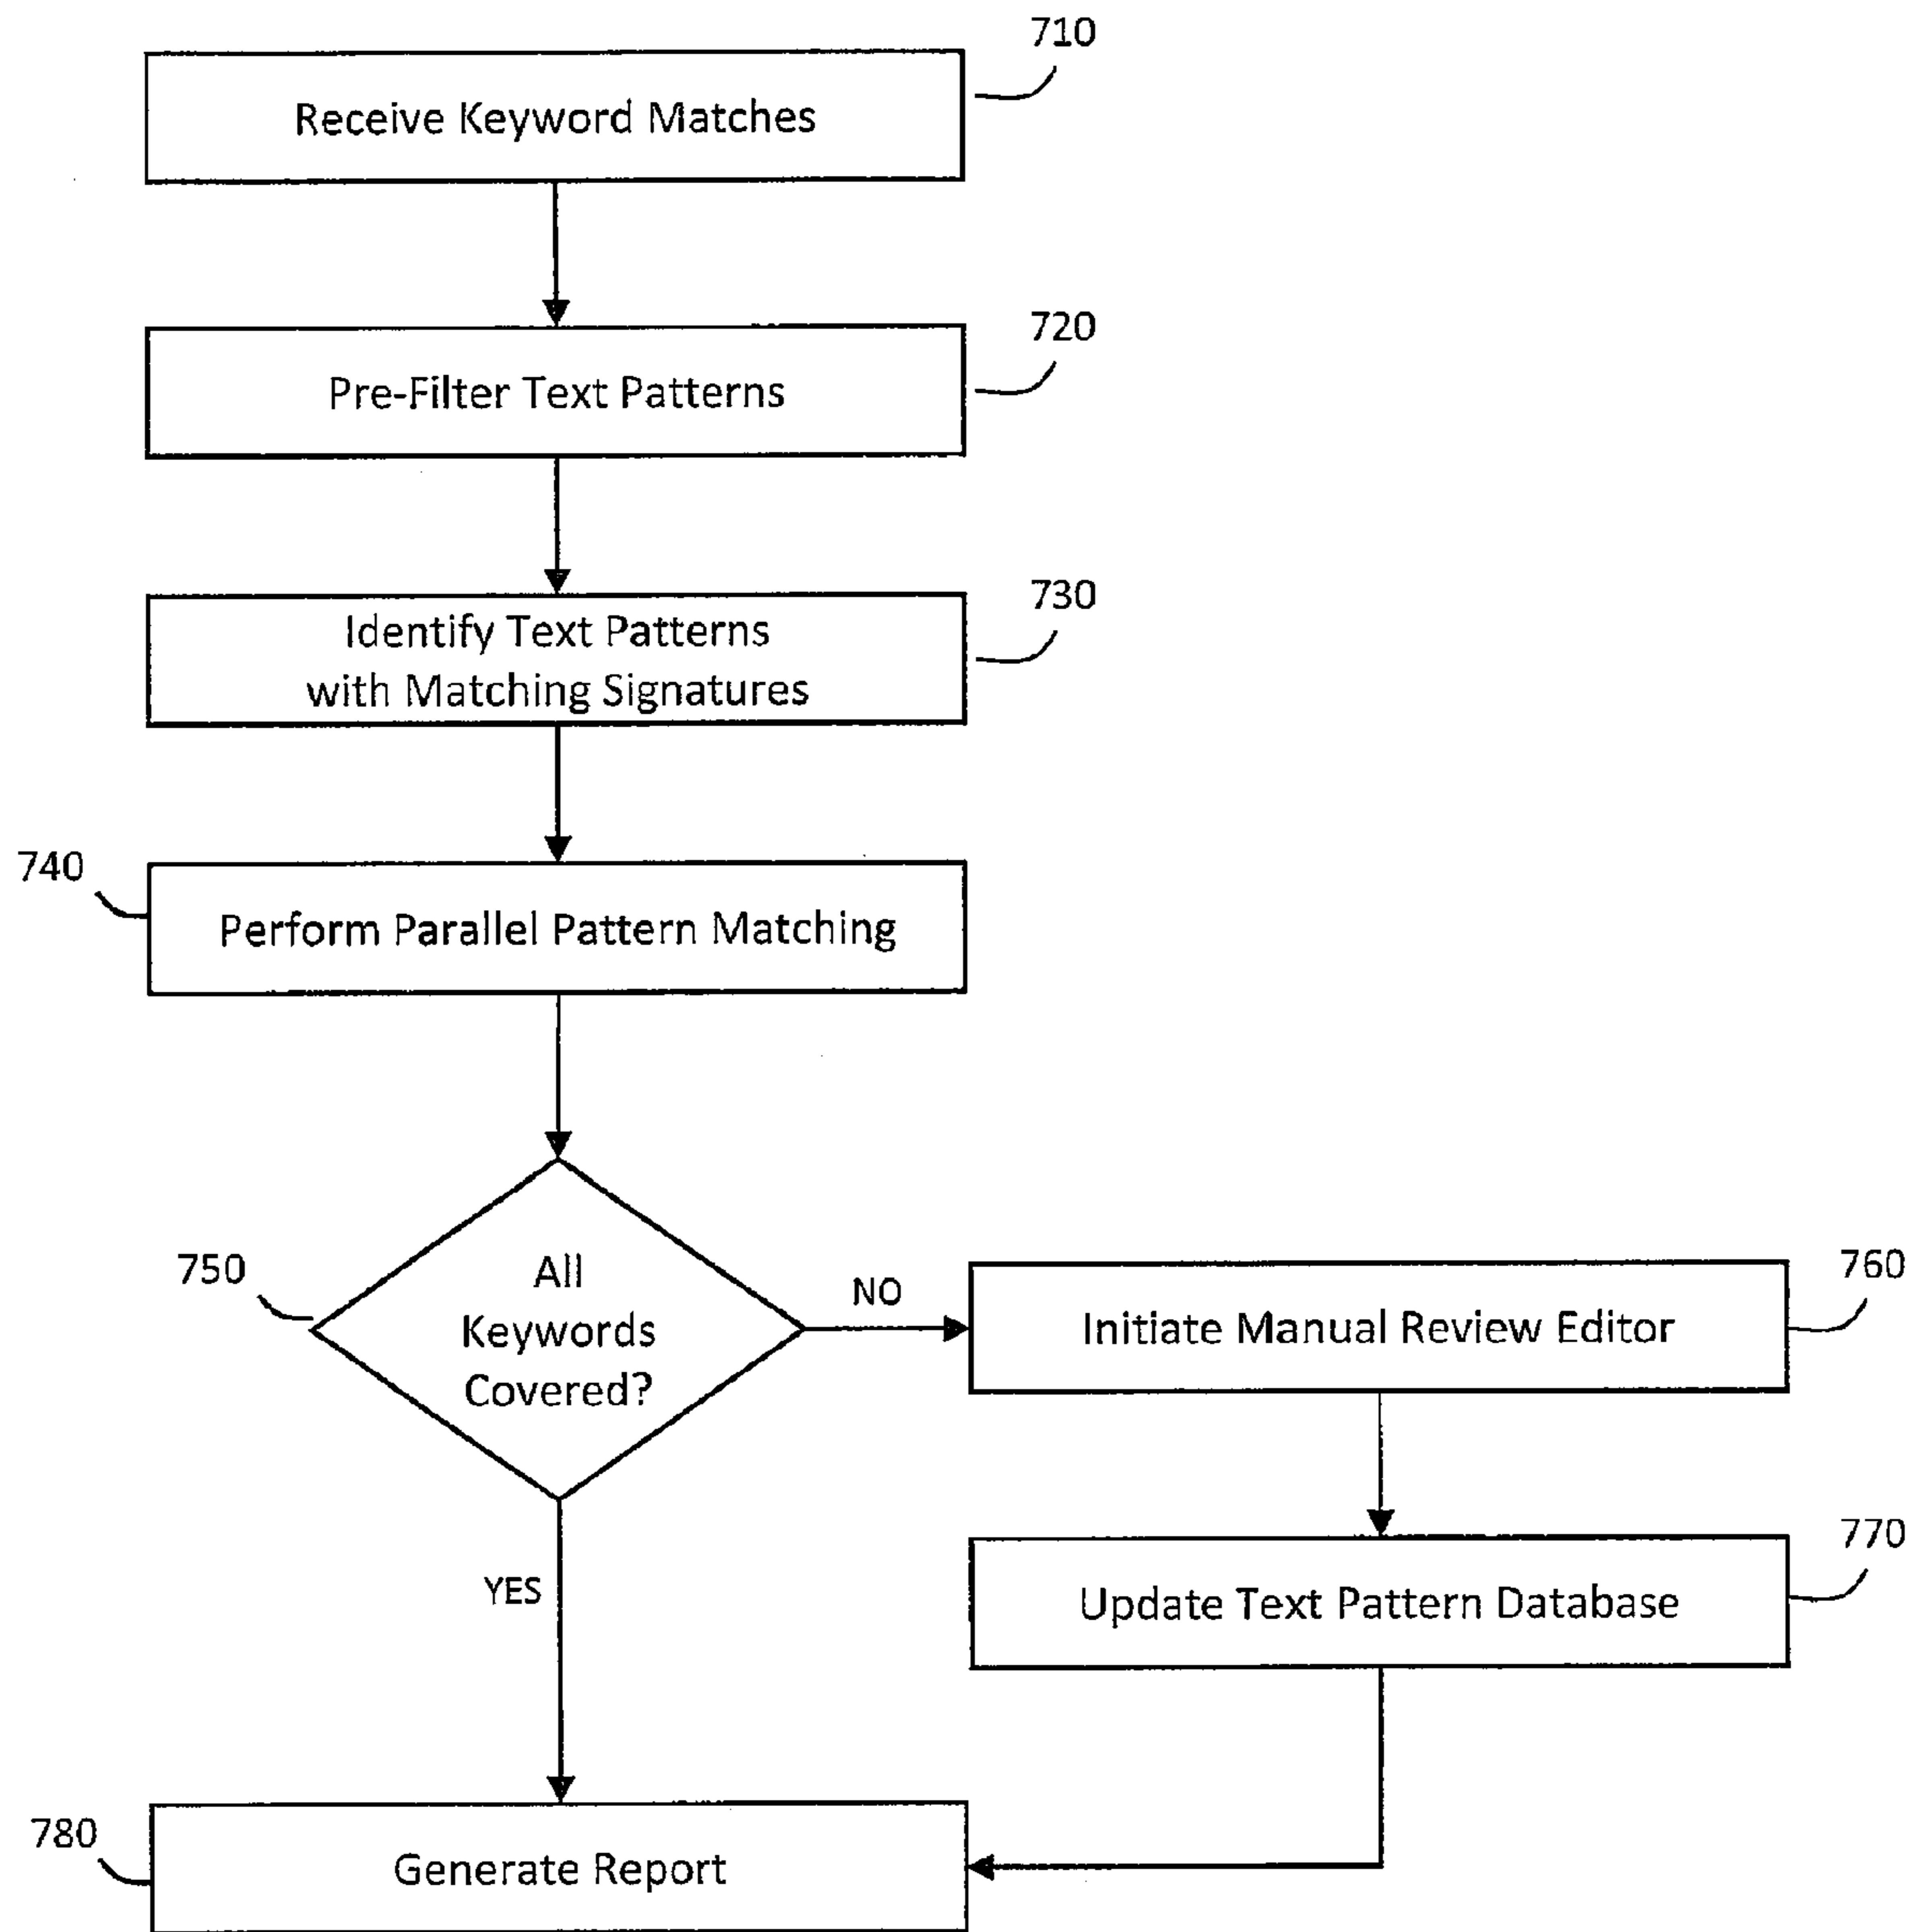 710
Receive Keyword Matches
720
Pre-Filter Text Patterns
730
Identify Text Patterns
with Matching Signatures
740
Perform Parallel Pattern Matching
750
All
Keywords
Covered?
NO
760
Initiate Manual Review Editor
YES
770
Update Text Pattern Database
780
Generate Report